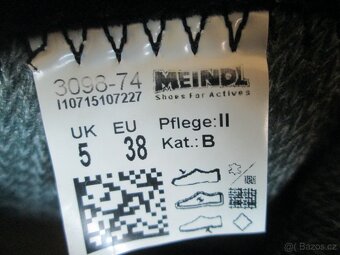 3098-74 MEINDL
I10715107227 Shoes For Actives
UK EU Pflege: II
5 38 Kat.: B
Bazos.cz